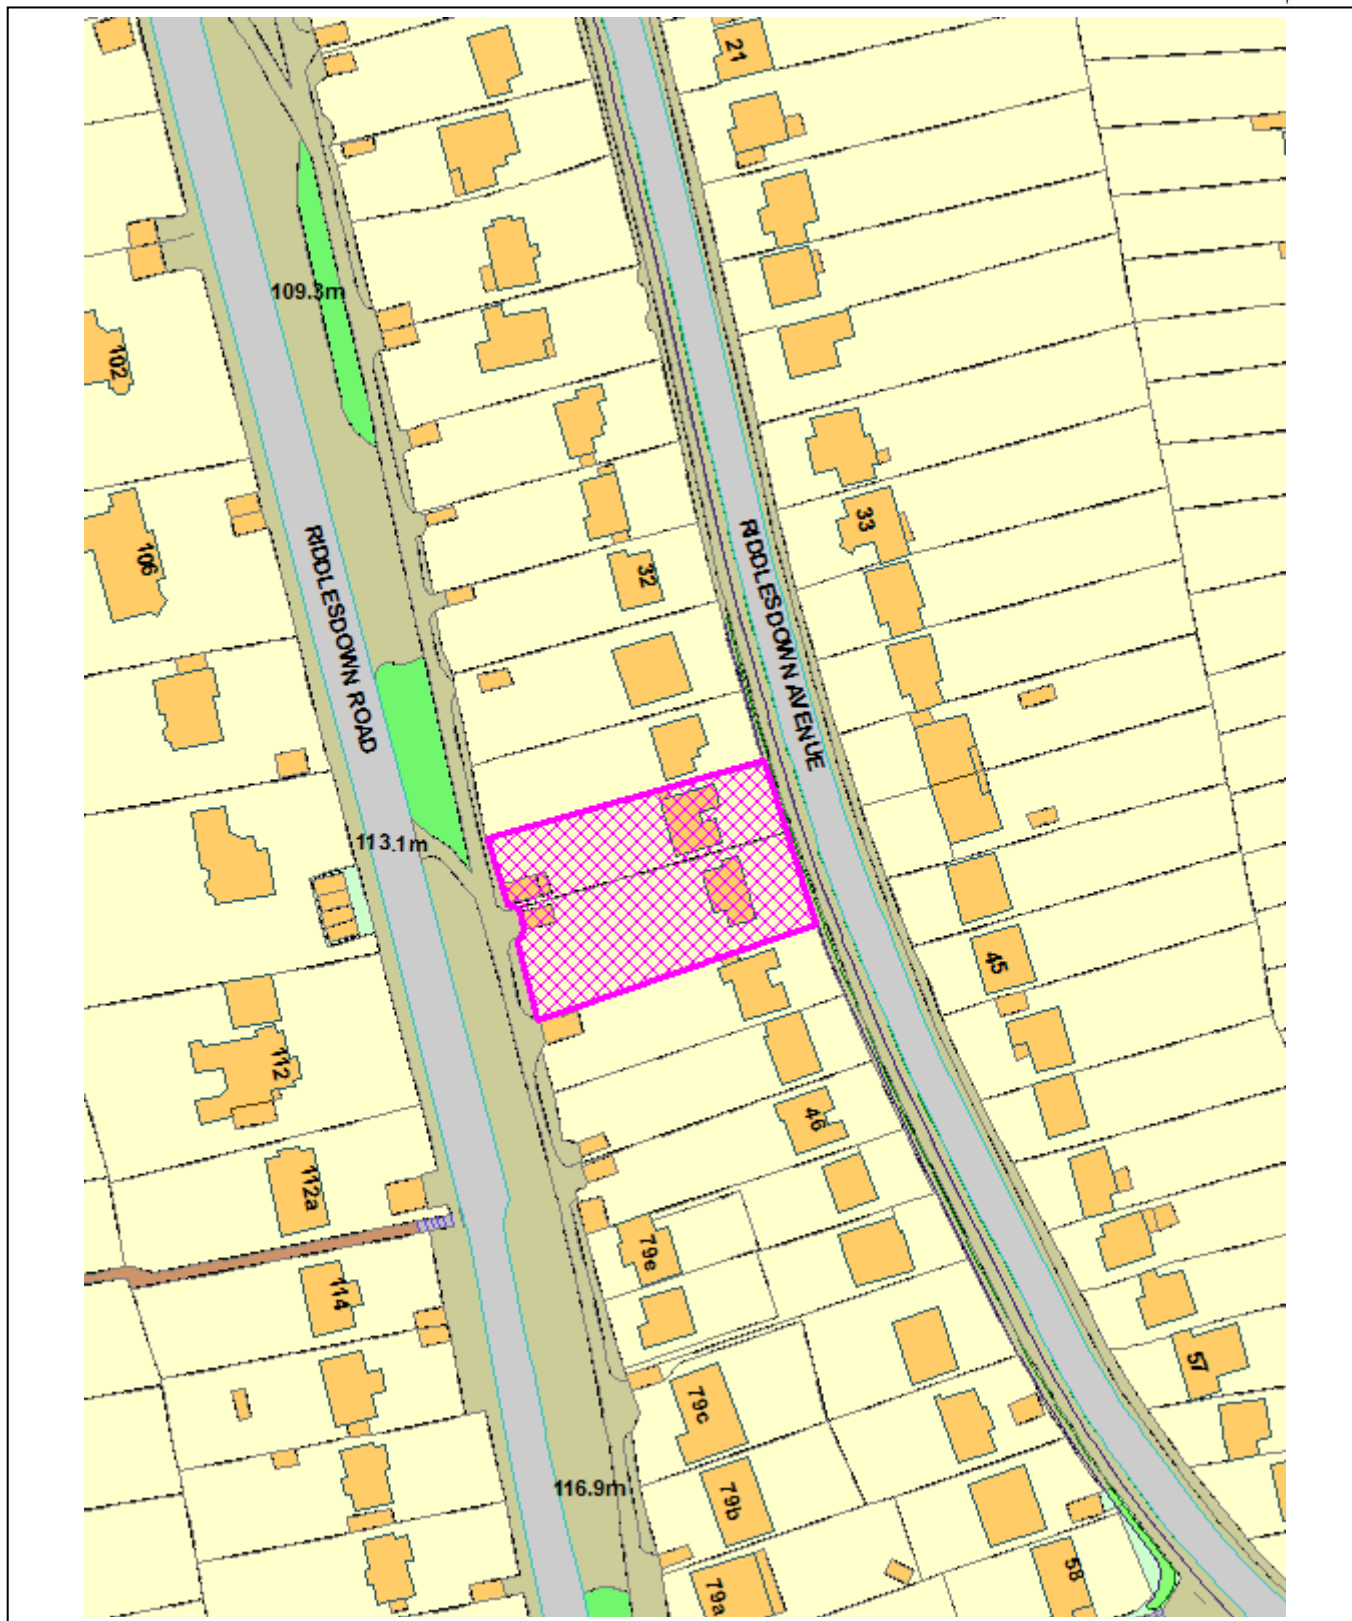 21
109.3m
102
33
106
RIDDLESDOWN ROAD
RIDDLESDOWN AVENUE
32
113.1m
45
112
46
112a
79e
114
57
79c
116.9m
79b
58
79a